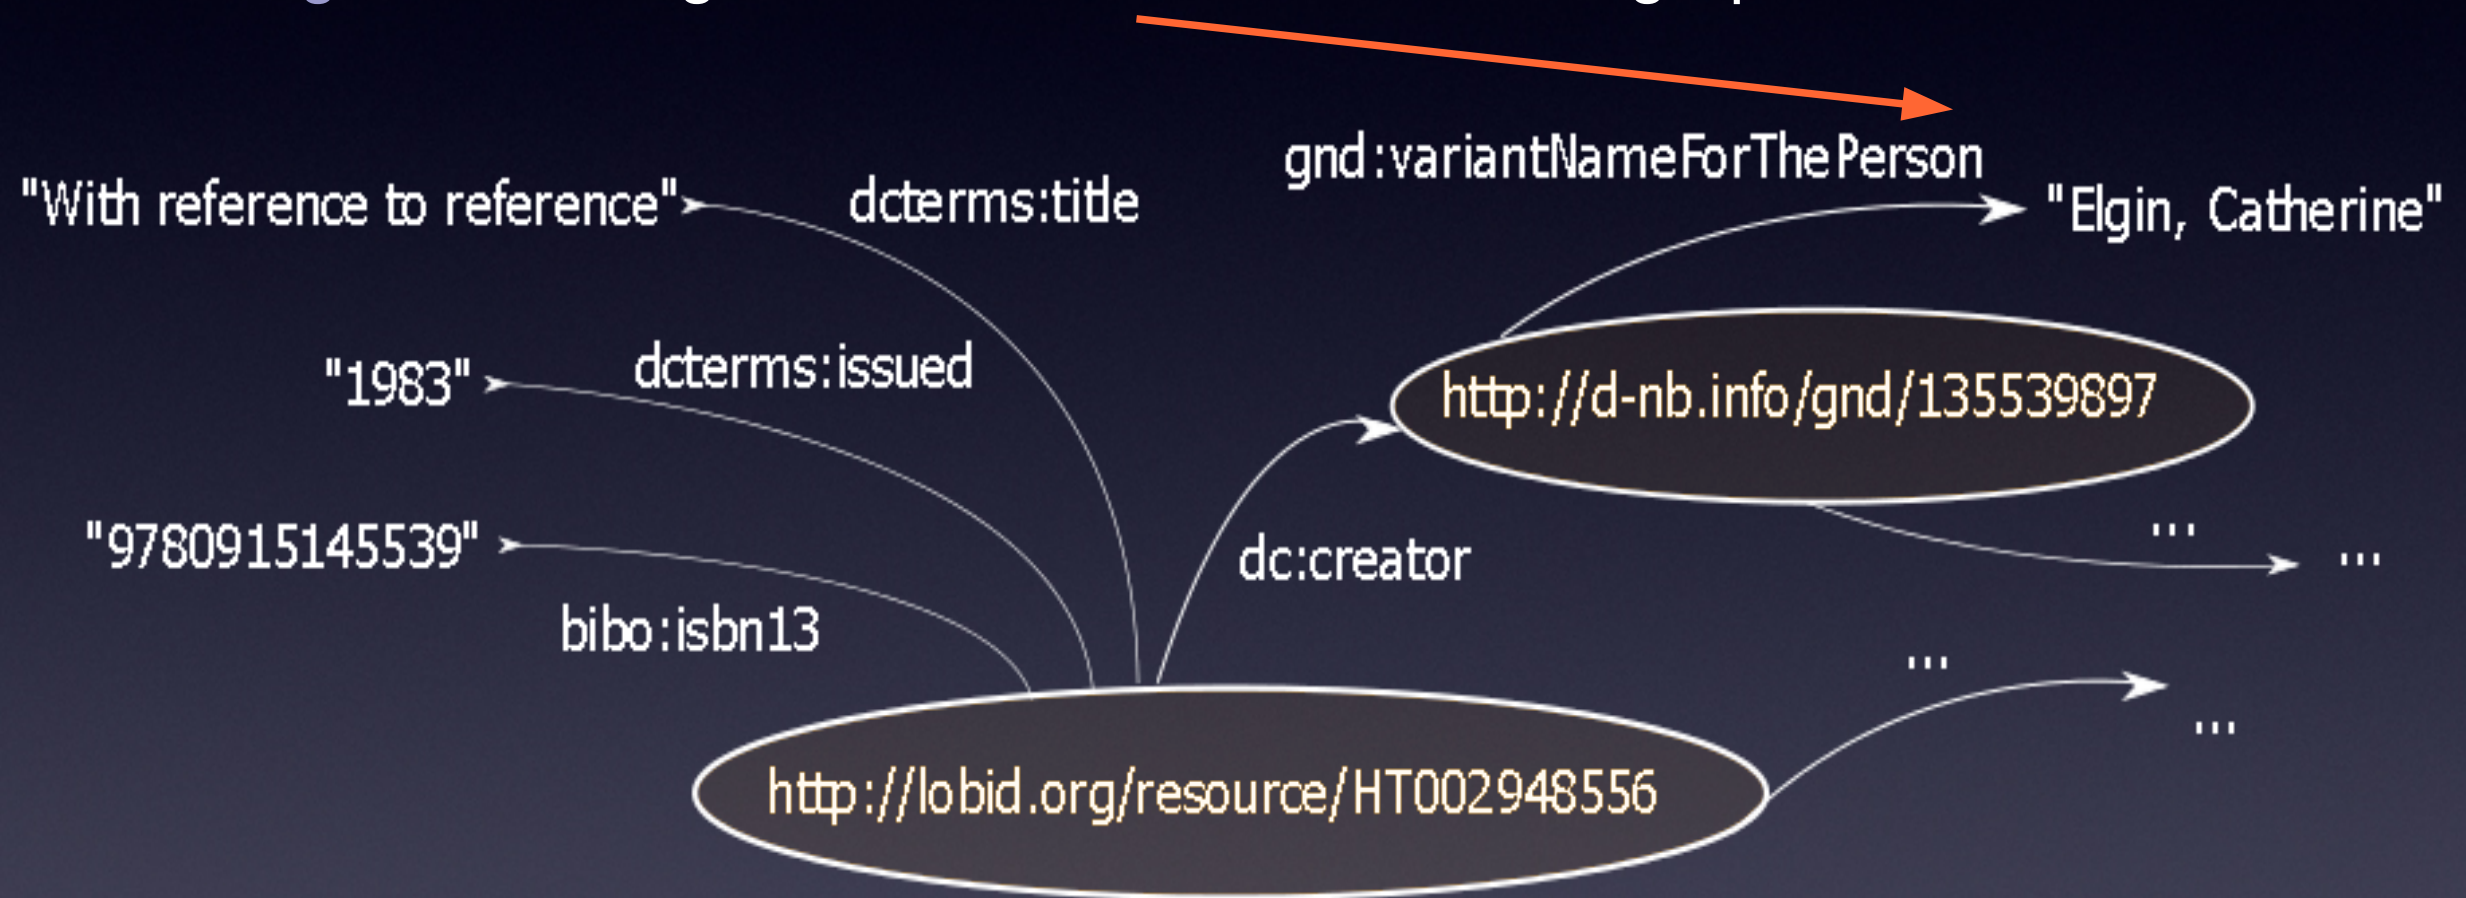 gnd:variantNameForThePerson
"With reference to reference"
dcterms:title
"Elgin, Catherine"
"1983"
dcterms:issued
http://d-nb.info/gnd/135539897
"9780915145539"
dc:creator
...
...
bibo:isbn13
...
...
http://lobid.org/resource/HT002948556